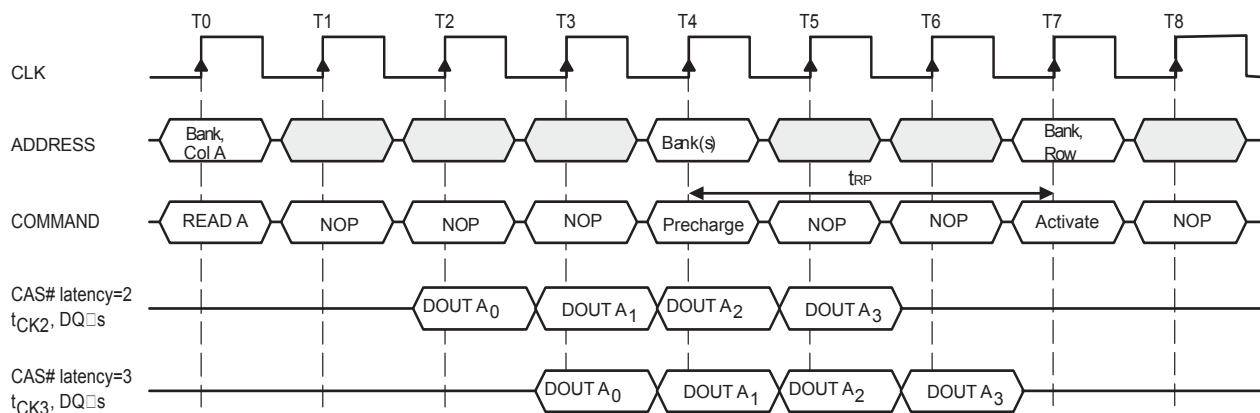 T0 T1 T2 T3 T4 T5 T6 T7 T8
CLK
ADDRESS
Bank,
Col A
Bank(s)
Bank,
Row
tRP
COMMAND
READ A NOP NOP NOP Precharge NOP NOP Activate NOP
CAS# latency=2
tCK2, DQ□s
DOUT A0 DOUT A1 DOUT A2 DOUT A3
CAS# latency=3
tCK3, DQ□s
DOUT A0 DOUT A1 DOUT A2 DOUT A3